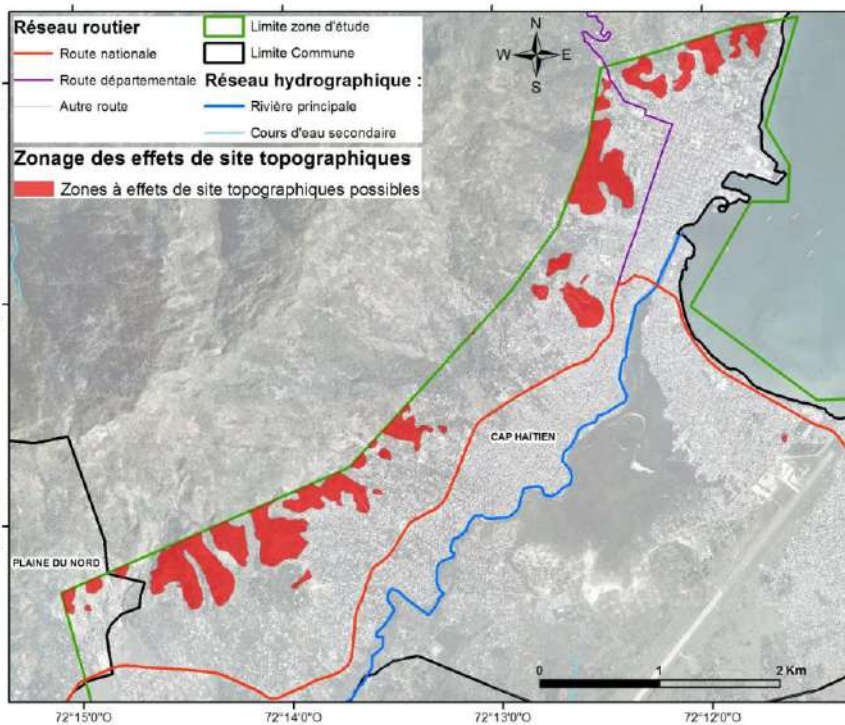 Réseau routier
Route nationale
Route départementale
Autre route
Limite zone d'étude
Limite Commune
Réseau hydrographique :
Rivière principale
Cours d'eau secondaire
Zonage des effets de site topographiques
Zones à effets de site topographiques possibles
N
W E
S
CAP HAÏTIEN
PLAINE DU NORD
0 1 2 Km
72°15'0"O 72°14'0"O 72°13'0"O 72°12'0"O